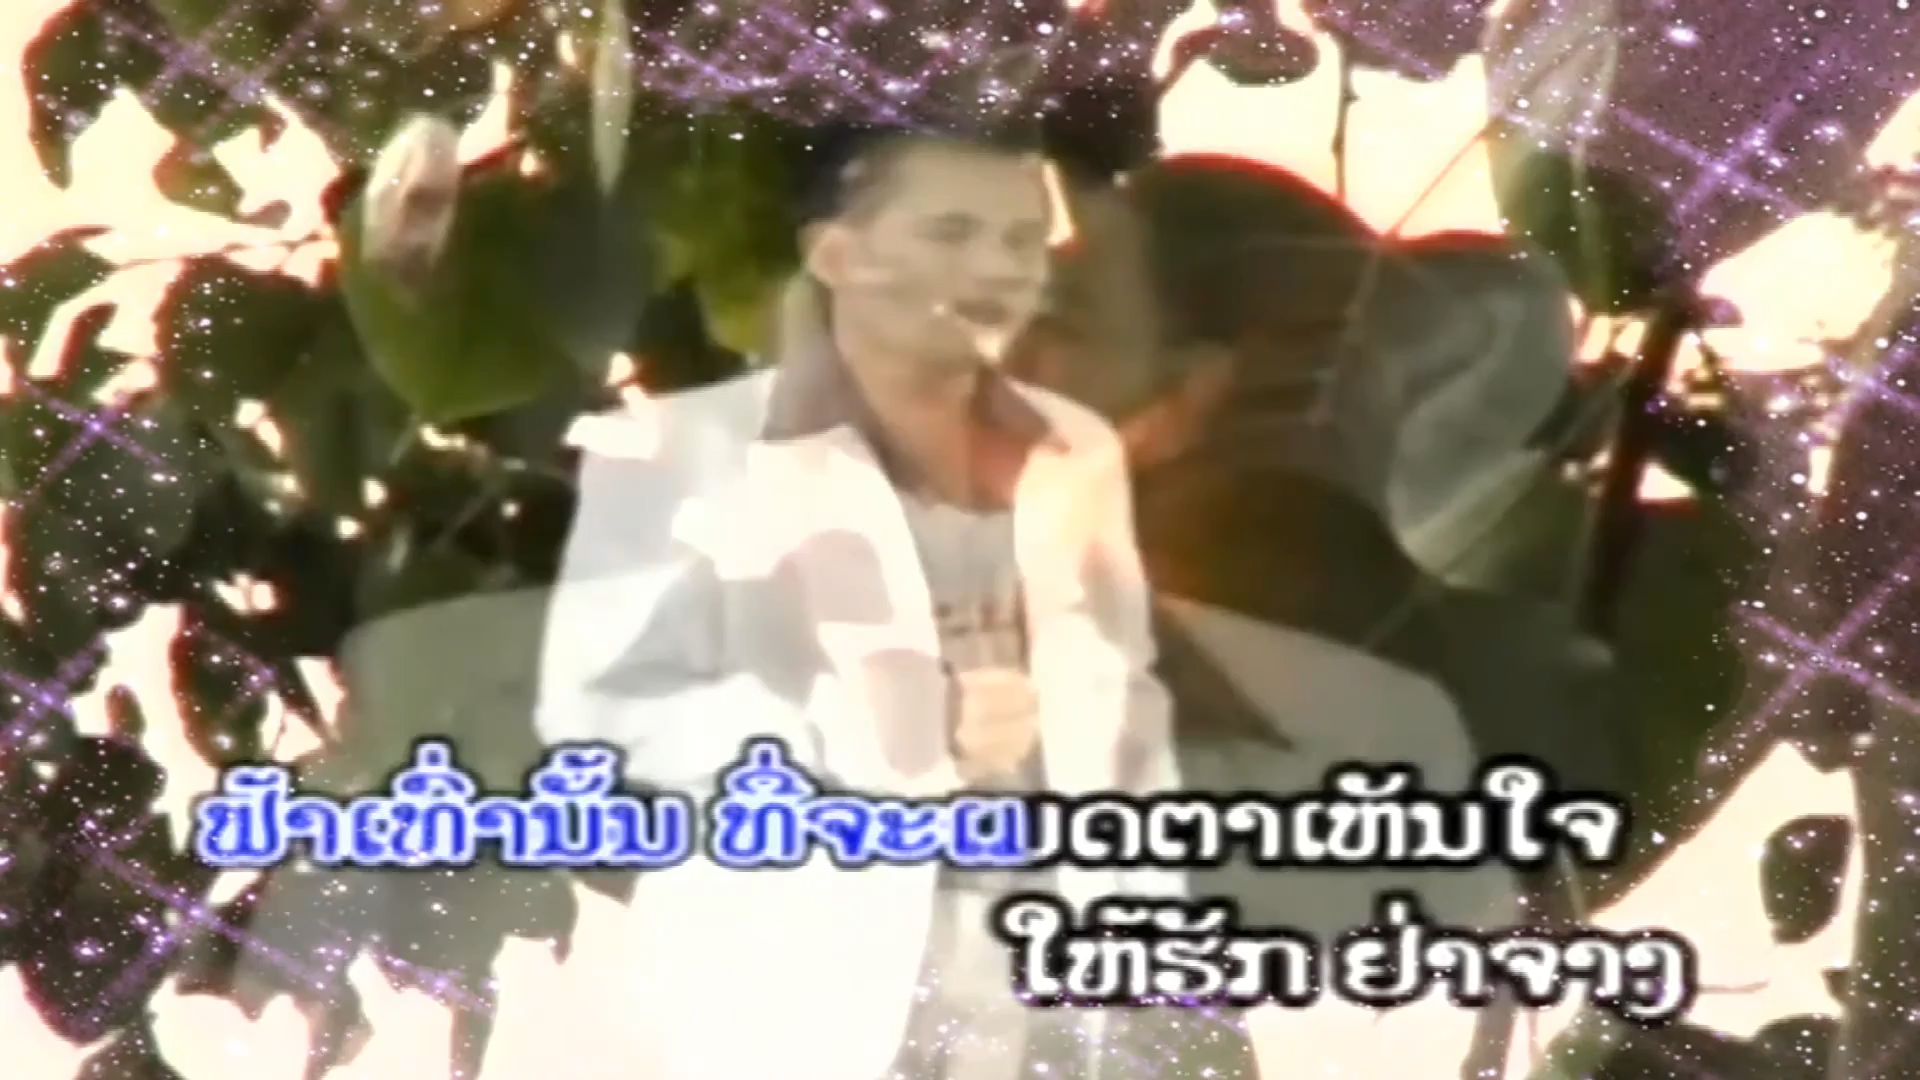 ຟ້າເທົ່ານັ້ນ ທີ່ຈະຜູດຕາເຫັນໃຈ
ໃຫ້ຮັກ ຢ່າຈາງ